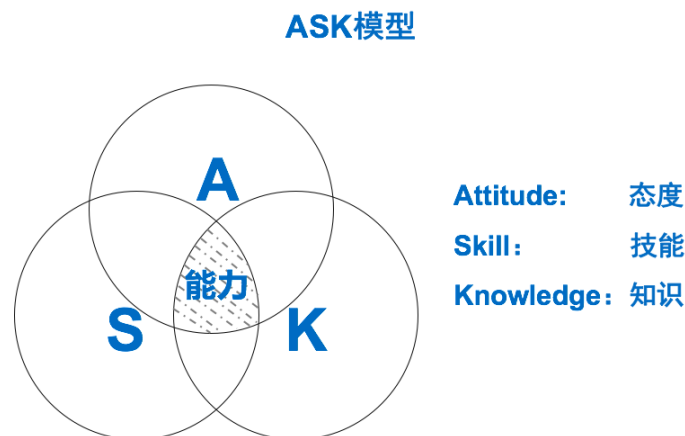 ASK模型
A
能力
S
K
Attitude: 态度
Skill： 技能
Knowledge：知识